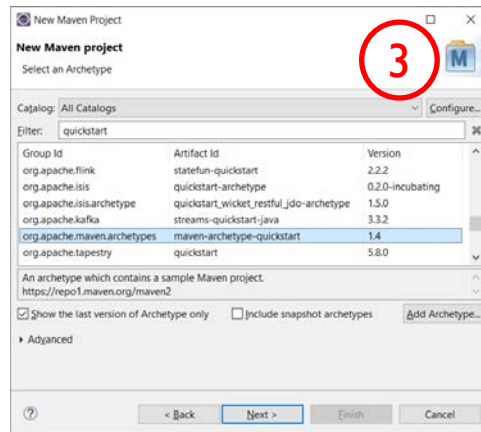 New Maven Project
New Maven project
Select an Archetype
3
M
Catalog: All Catalogs Configure...
Filter: quickstart
Group Id Artifact Id Version
org.apache.flink statefun-quickstart 2.2.2
org.apache.isis quickstart-archetype 0.2.0-incubating
org.apache.isis.archetype quickstart_wicket_restful_jdo-archetype 1.5.0
org.apache.kafka streams-quickstart-java 3.3.2
org.apache.maven.archetypes maven-archetype-quickstart 1.4
org.apache.tapestry quickstart 5.8.0
An archetype which contains a sample Maven project.
https://repo1.maven.org/maven2
Show the last version of Archetype only Include snapshot archetypes Add Archetype...
Advanced
? < Back Next > Finish Cancel